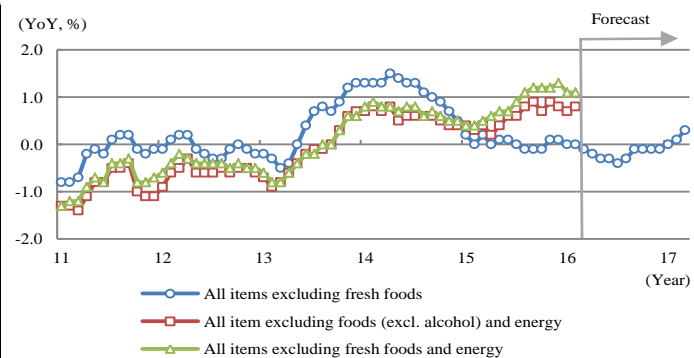 (YoY, %)
Forecast
2.0
1.0
0.0
-1.0
-2.0
11 12 13 14 15 16 17
(Year)
All items excluding fresh foods
All item excluding foods (excl. alcohol) and energy
All items excluding fresh foods and energy